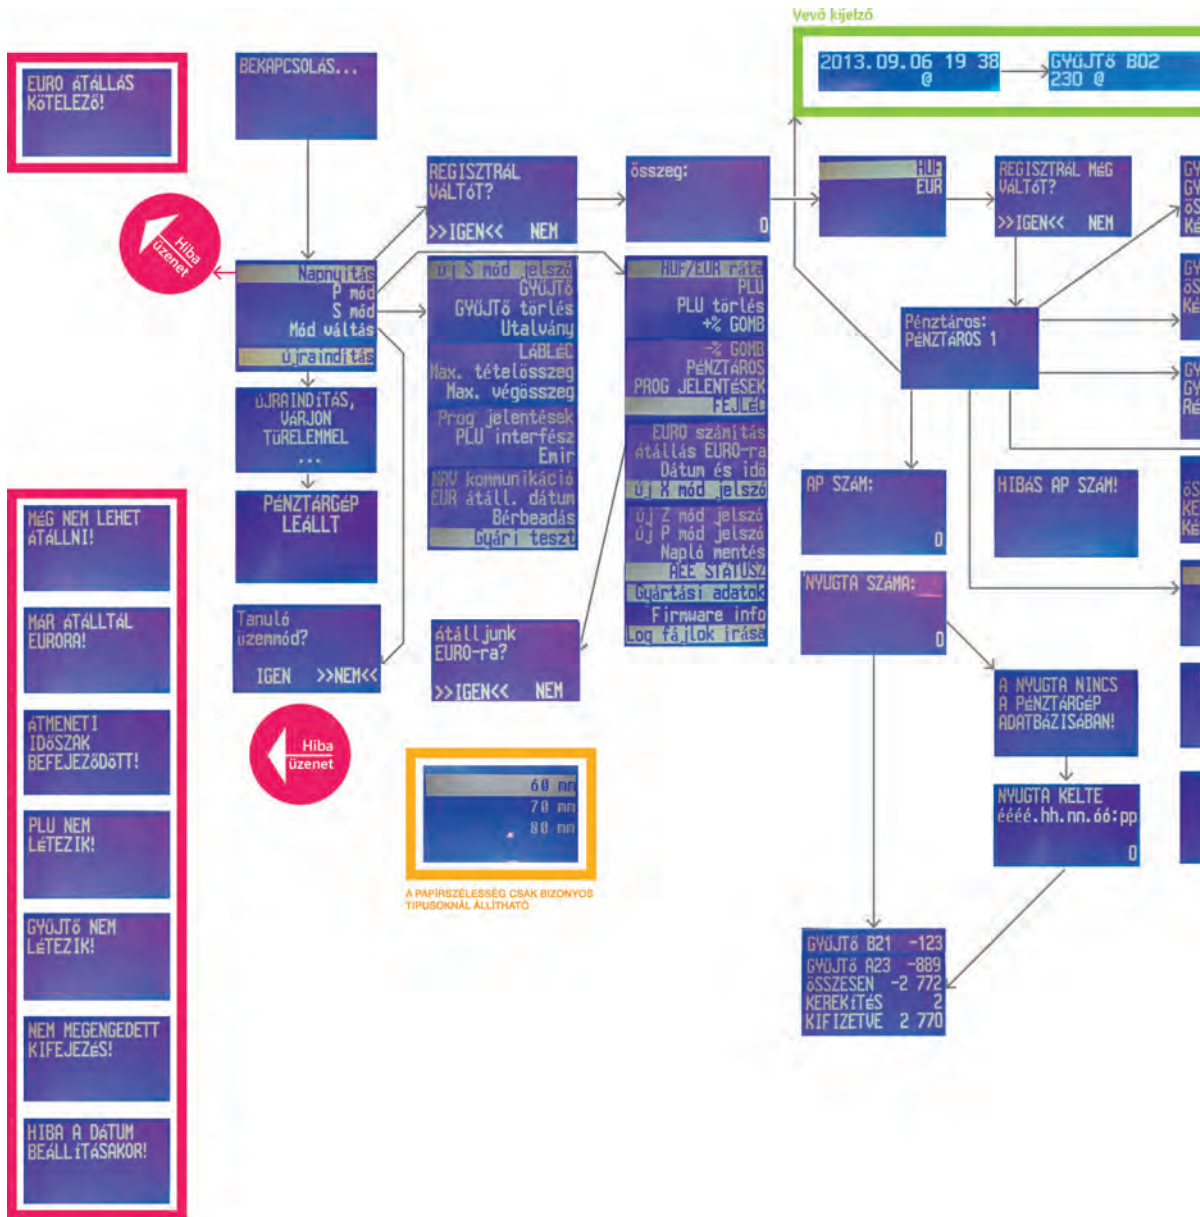 Vevő kijelző
2013.09.06 19 38
@
GYŰJTŐ B02
230 @
EURO ÁTÁLLÁS
KÖTELEZŐ!
BEKAPCSOLÁS...
REGISZTRÁL
VÁLTÓT?
>>IGEN<< NEM
összeg:
0
HUF
EUR
REGISZTRÁL MÉG
VÁLTÓT?
>>IGEN<< NEM
Hiba
üzenet
Napnyitás
P mód
S mód
Mód váltás
Újraindítás
Új S mód jelszó
GYŰJTŐ
GYŰJTŐ törlés
Utalvány
LÁBLÉC
Max. tételösszeg
Max. végösszeg
Prog jelentések
PLU interfész
Emir
NAV kommunikáció
EUR átáll. dátum
Bérbeadás
Gyári teszt
HUF/EUR ráta
PLU
PLU törlés
+% GOMB
-% GOMB
PÉNZTÁROS
PROG JELENTÉSEK
FEJLÉC
EURO számítás
Átállás EURO-ra
Dátum és idő
Új X mód jelszó
Új Z mód jelszó
Új P mód jelszó
Napló mentés
AEE STÁTUSZ
Gyártási adatok
Firmware info
Log fájlok írása
Pénztáros:
PÉNZTÁROS 1
ÚJRAINDÍTÁS,
VÁRJON
TÜRELEMMEL
...
PÉNZTÁRGÉP
LEÁLLT
Tanuló
üzemmód?
IGEN >>NEM<<
Átálljunk
EURO-ra?
>>IGEN<< NEM
AP SZÁM:
0
HIBÁS AP SZÁM!
NYUGTA SZÁMA:
0
A NYUGTA NINCS
A PÉNZTÁRGÉP
ADATBÁZISÁBAN!
NYUGTA KELTE
éééé.hh.nn.óó:pp
0
GYŰJTŐ B21 -123
GYŰJTŐ A23 -889
ÖSSZESEN -2 772
KEREKÍTÉS 2
KIFIZETVE 2 770
Hiba
üzenet
60 mm
70 mm
80 mm
A PAPÍRSZÉLESSÉG CSAK BIZONYOS
TIPUSOKNÁL ÁLLÍTHATÓ
MÉG NEM LEHET
ÁTÁLLNI!
MÁR ÁTÁLLTÁL
EURORA!
ÁTMENETI
IDŐSZAK
BEFEJEZŐDÖTT!
PLU NEM
LÉTEZIK!
GYŰJTŐ NEM
LÉTEZIK!
NEM MEGENGEDETT
KIFEJEZÉS!
HIBA A DÁTUM
BEÁLLÍTÁSAKOR!